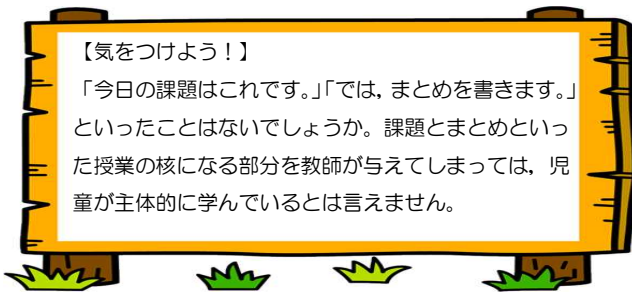 【気をつけよう！】
「今日の課題はこれです。」「では，まとめを書きます。」
といったことはないでしょうか。課題とまとめといっ
た授業の核になる部分を教師が与えてしまっては，児
童が主体的に学んでいるとは言えません。